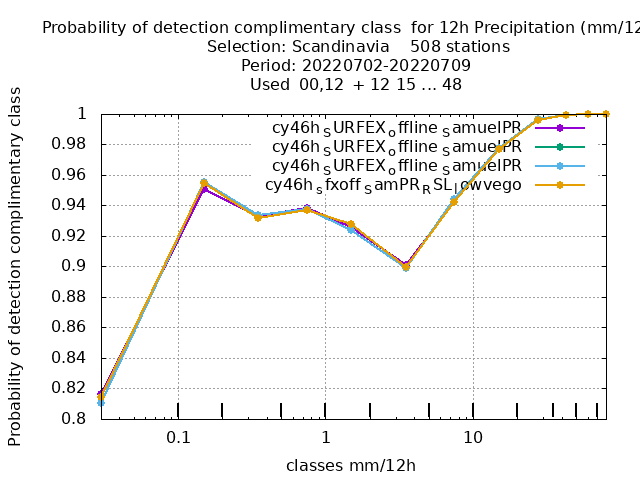 Probability of detection complimentary class for 12h Precipitation (mm/12
Selection: Scandinavia 508 stations
Period: 20220702-20220709
Used 00,12 + 12 15 ... 48
Probability of detection complimentary class
1
0.98
0.96
0.94
0.92
0.9
0.88
0.86
0.84
0.82
0.8
cy46h_SURFEX_offline_SamuelPR
cy46h_SURFEX_offline_SamuelPR
cy46h_SURFEX_offline_SamuelPR
cy46h_sfxoff_SamPR_RSL_lowvego
0.1
1
10
classes mm/12h